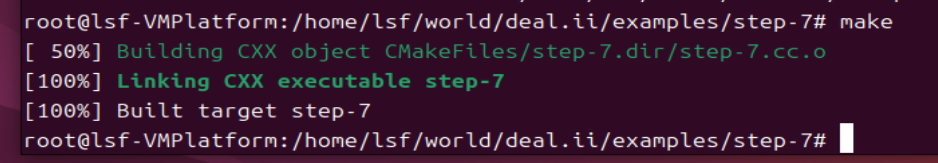 root@lsf-VMPlatform:/home/lsf/world/deal.ii/examples/step-7# make
[ 50%] Building CXX object CMakeFiles/step-7.dir/step-7.cc.o
[100%] Linking CXX executable step-7
[100%] Built target step-7
root@lsf-VMPlatform:/home/lsf/world/deal.ii/examples/step-7#